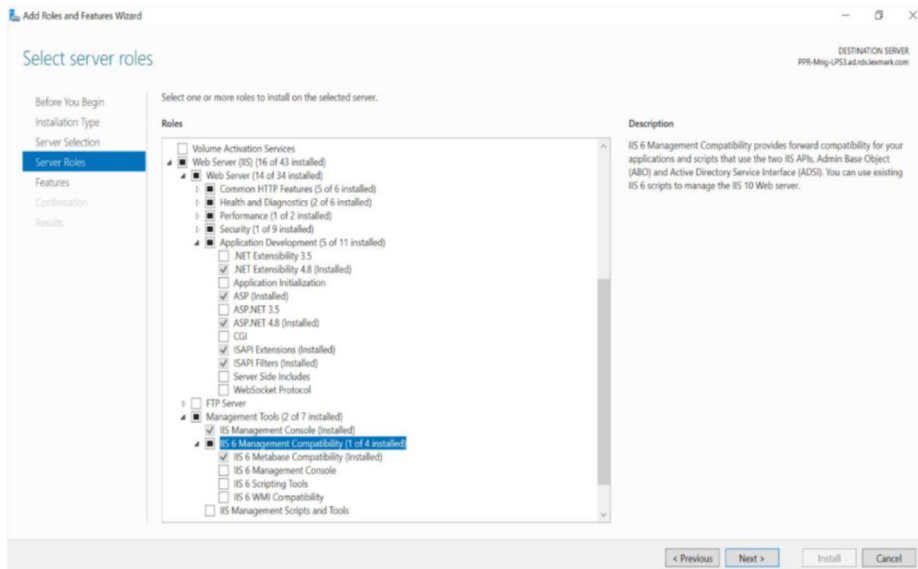 Add Roles and Features Wizard
Select server roles
DESTINATION SERVER
PPR-Mrig-LPS3.ad.rds.lexmark.com
Before You Begin
Installation Type
Server Selection
Server Roles
Features
Confirmation
Results
Select one or more roles to install on the selected server.
Roles
Volume Activation Services
Web Server (IIS) (16 of 43 installed)
Web Server (14 of 34 installed)
Common HTTP Features (5 of 6 installed)
Health and Diagnostics (2 of 6 installed)
Performance (1 of 2 installed)
Security (1 of 9 installed)
Application Development (5 of 11 installed)
.NET Extensibility 3.5
.NET Extensibility 4.8 (Installed)
Application Initialization
ASP (Installed)
ASP.NET 3.5
ASP.NET 4.8 (Installed)
CGI
ISAPI Extensions (Installed)
ISAPI Filters (Installed)
Server Side Includes
WebSocket Protocol
FTP Server
Management Tools (2 of 7 installed)
IIS Management Console (Installed)
IIS 6 Management Compatibility (1 of 4 installed)
IIS 6 Metabase Compatibility (Installed)
IIS 6 Management Console
IIS 6 Scripting Tools
IIS 6 WMI Compatibility
IIS Management Scripts and Tools
Description
IIS 6 Management Compatibility provides forward compatibility for your
applications and scripts that use the two IIS APIs, Admin Base Object
(ABO) and Active Directory Service Interface (ADSI). You can use existing
IIS 6 scripts to manage the IIS 10 Web server.
< Previous
Next >
Install
Cancel